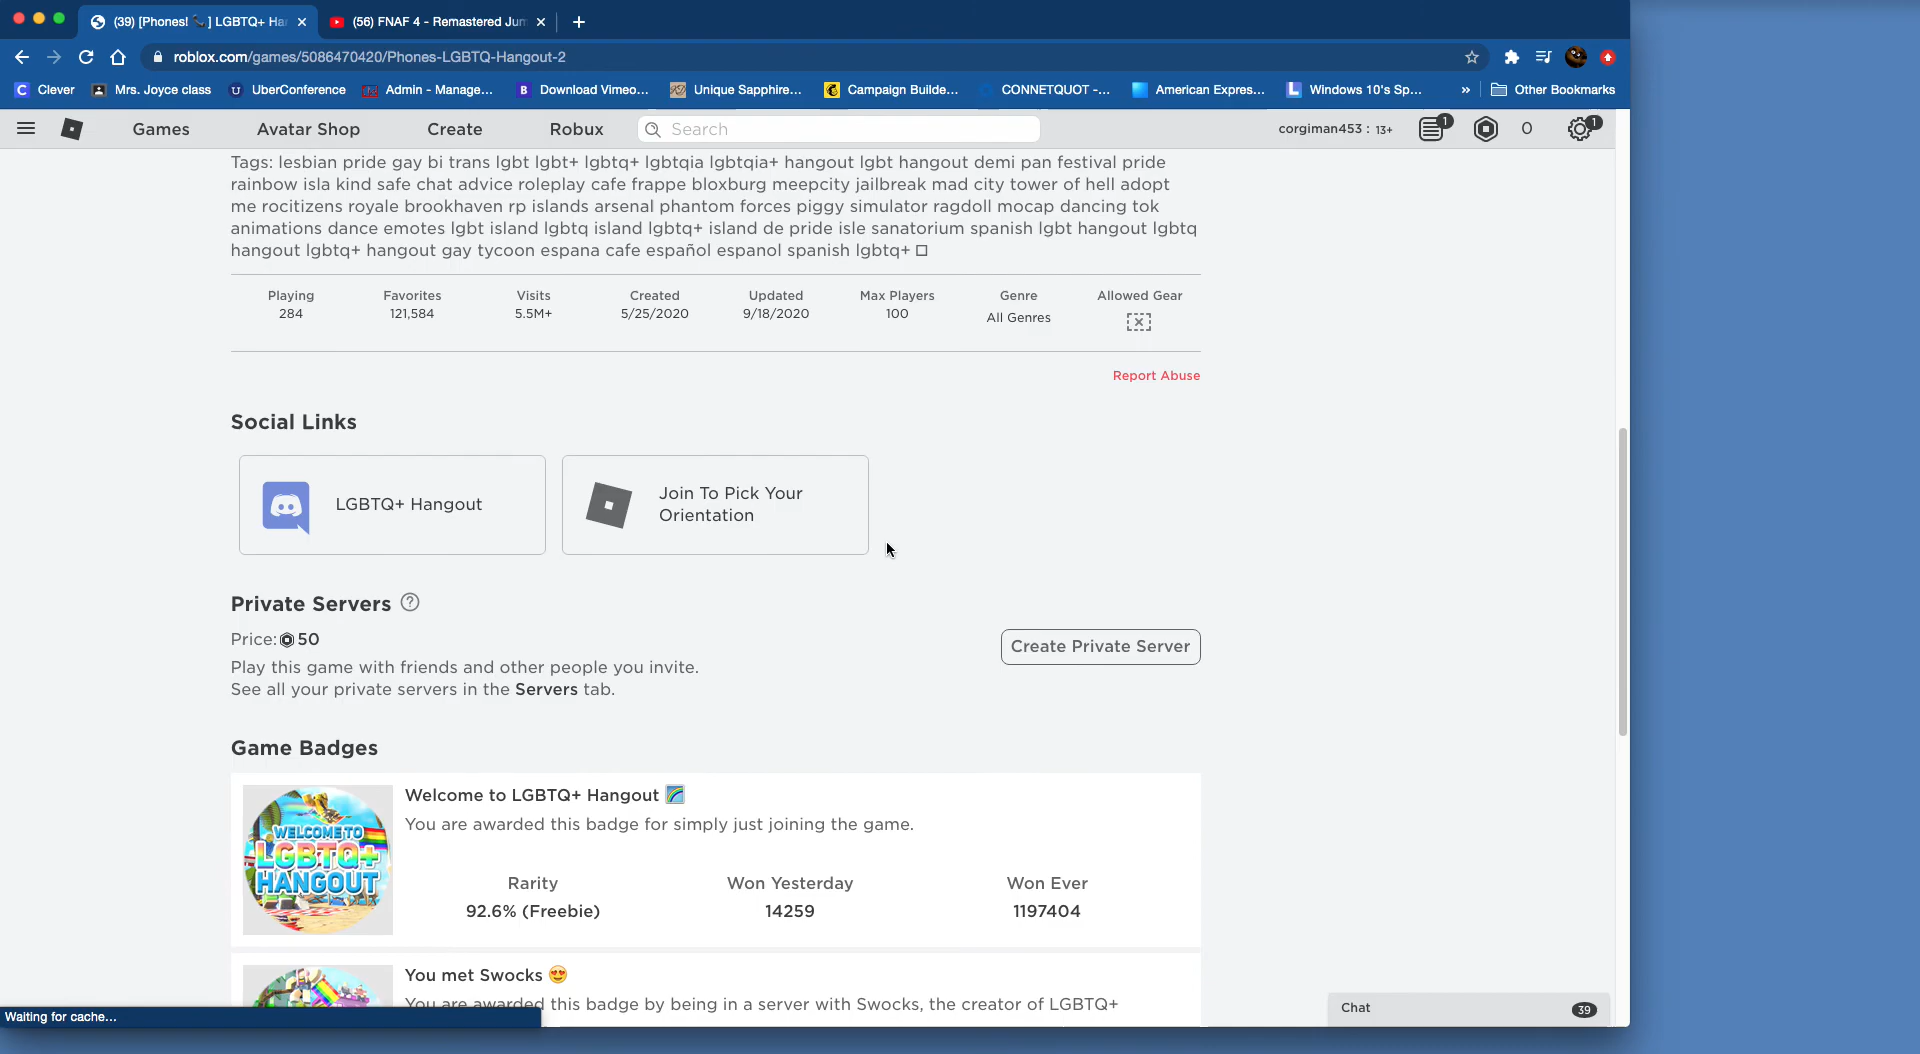 (39) [Phones! 📞] LGBTQ+ Ha
(56) FNAF 4 - Remastered Jum
roblox.com/games/5086470420/Phones-LGBTQ-Hangout-2
Clever
Mrs. Joyce class
UberConference
Admin - Manage...
Download Vimeo...
Unique Sapphire...
Campaign Builde...
CONNETQUOT -...
American Expres...
Windows 10's Sp...
»
Other Bookmarks
Games
Avatar Shop
Create
Robux
Search
corgiman453 : 13+
1
0
1
Tags: lesbian pride gay bi trans lgbt lgbt+ lgbtq+ lgbtqia lgbtqia+ hangout lgbt hangout demi pan festival pride
rainbow isla kind safe chat advice roleplay cafe frappe bloxburg meepcity jailbreak mad city tower of hell adopt
me rocitizens royale brookhaven rp islands arsenal phantom forces piggy simulator ragdoll mocap dancing tok
animations dance emotes lgbt island lgbtq island lgbtq+ island de pride isle sanatorium spanish lgbt hangout lgbtq
hangout lgbtq+ hangout gay tycoon espana cafe español espanol spanish lgbtq+ □
Playing
284
Favorites
121,584
Visits
5.5M+
Created
5/25/2020
Updated
9/18/2020
Max Players
100
Genre
All Genres
Allowed Gear
Report Abuse
Social Links
LGBTQ+ Hangout
Join To Pick Your
Orientation
Private Servers
Price: 50
Play this game with friends and other people you invite.
See all your private servers in the Servers tab.
Create Private Server
Game Badges
WELCOME TO
LGBTQ+
HANGOUT
Welcome to LGBTQ+ Hangout 🌈
You are awarded this badge for simply just joining the game.
Rarity
92.6% (Freebie)
Won Yesterday
14259
Won Ever
1197404
You met Swocks 😍
You are awarded this badge by being in a server with Swocks, the creator of LGBTQ+
Waiting for cache...
Chat
39